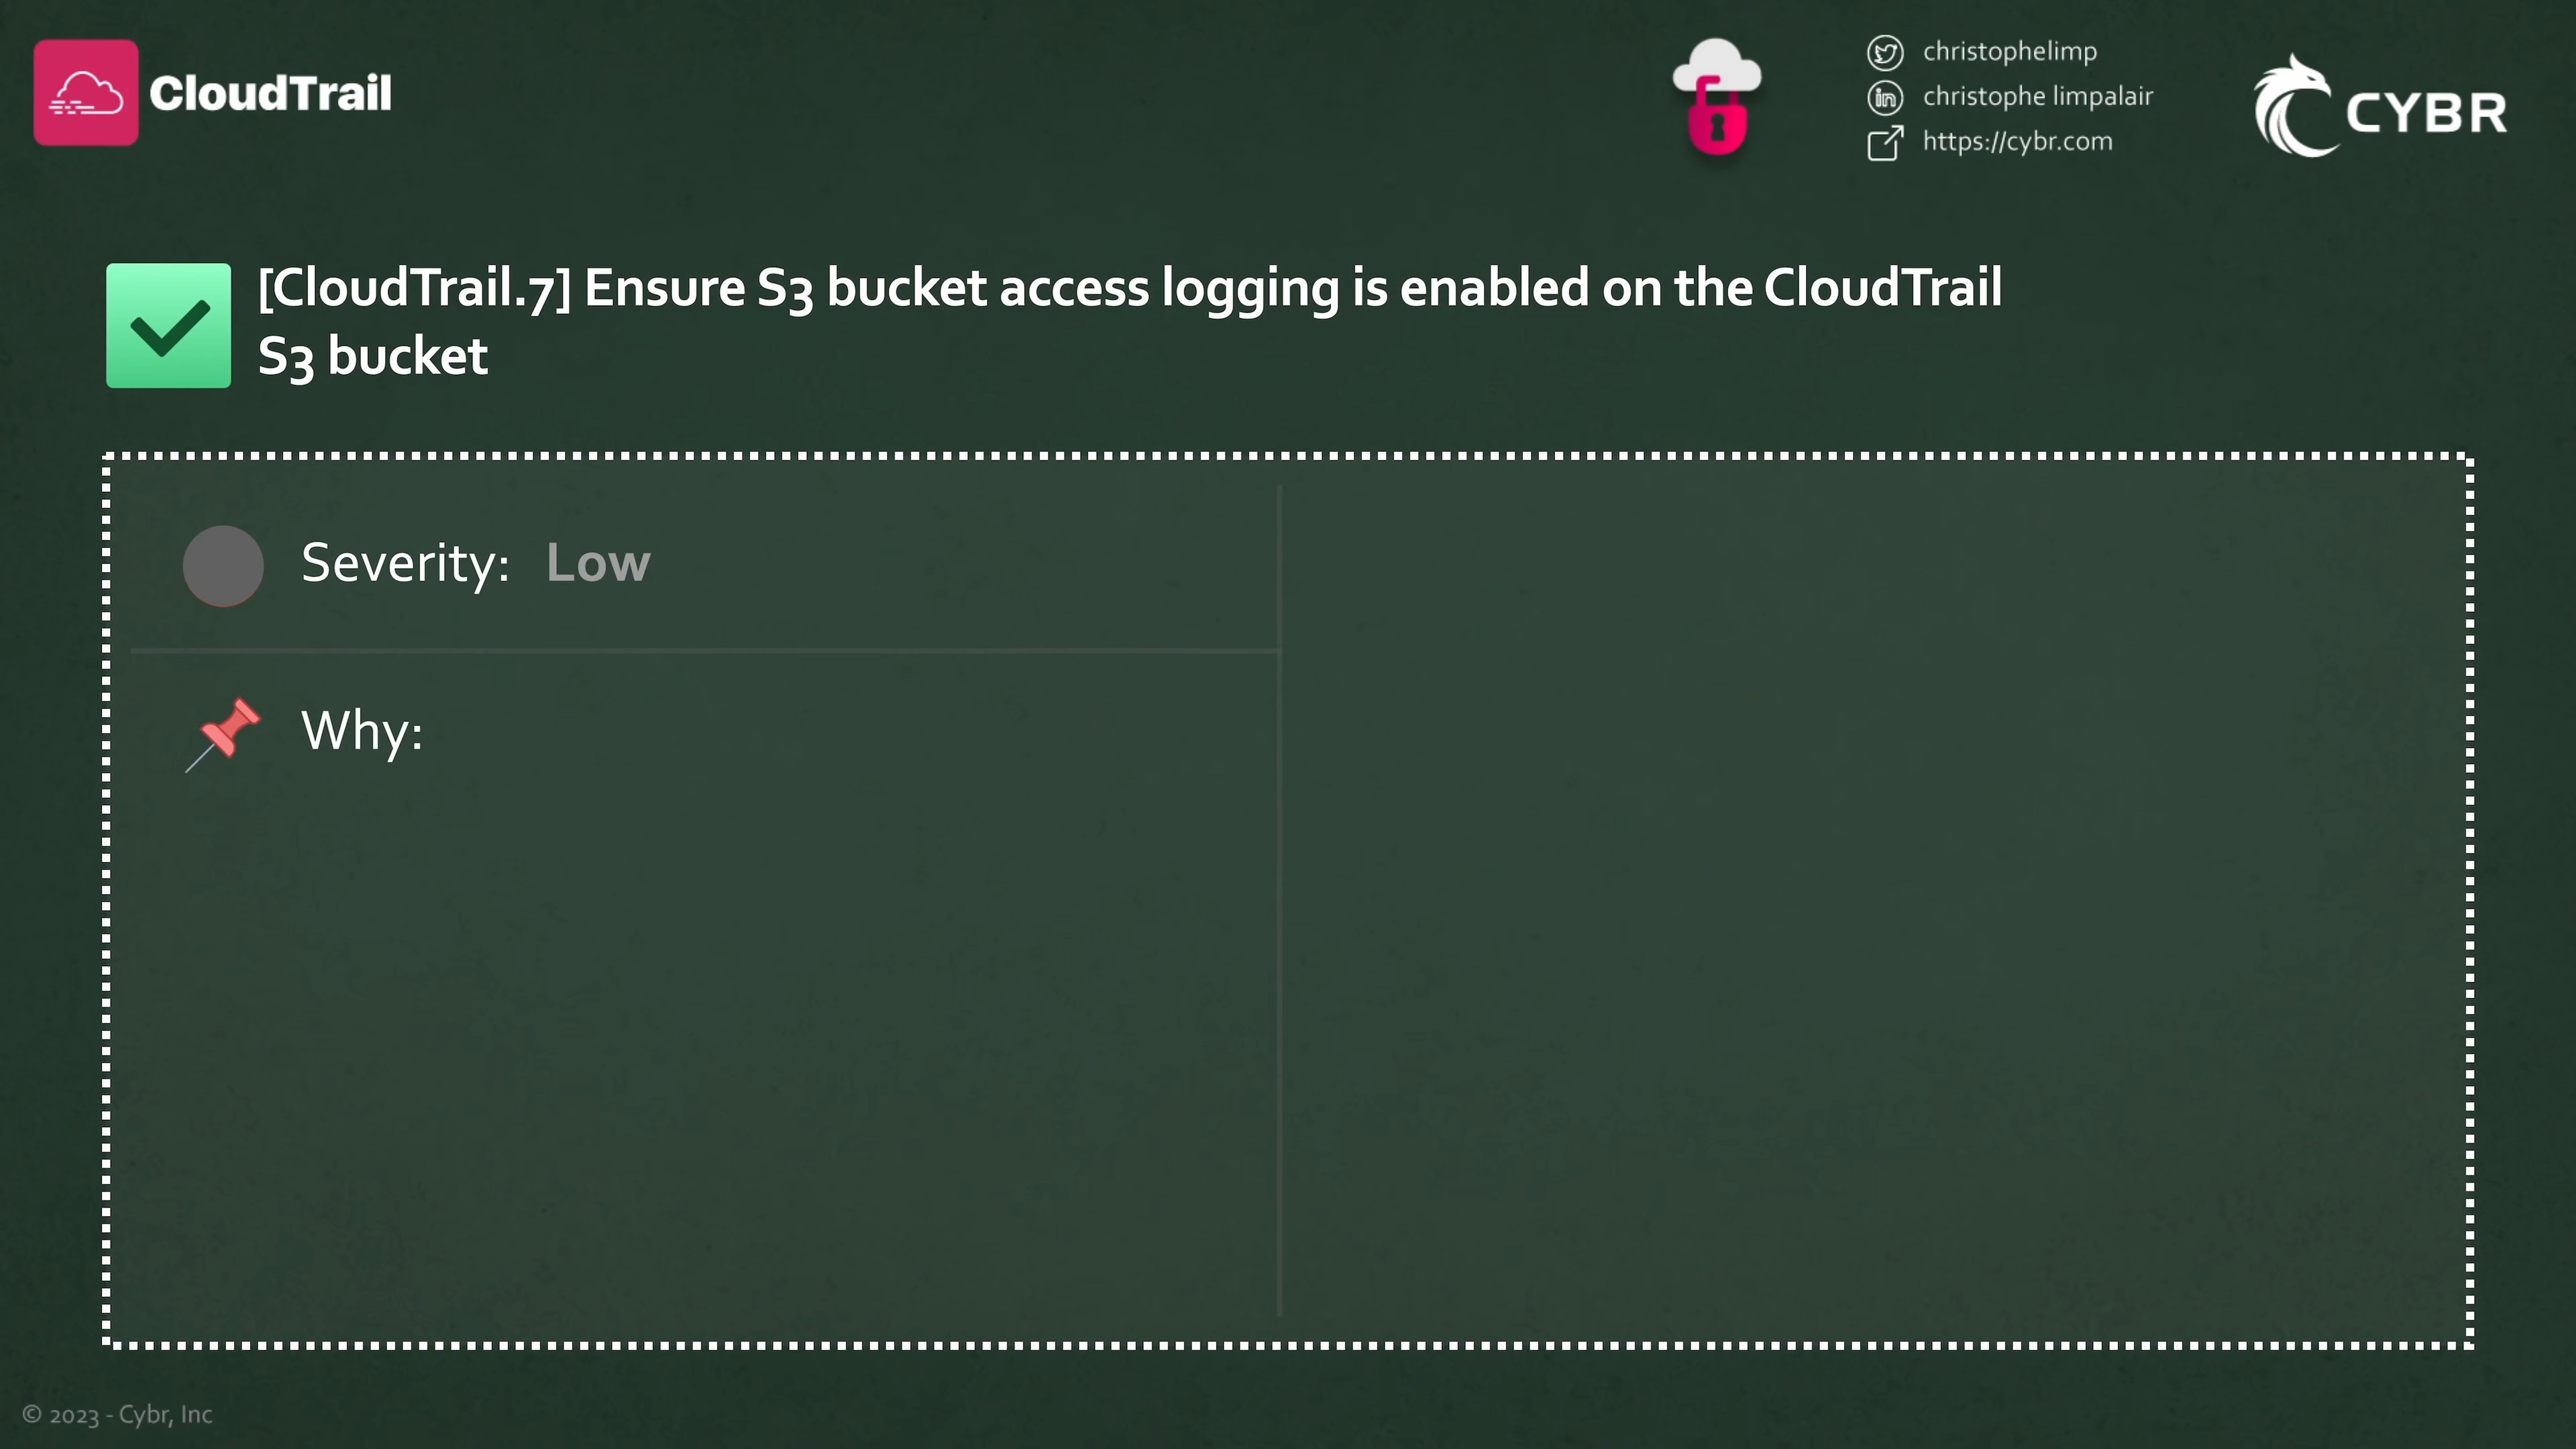 CloudTrail
christophelimp
christophe limpalair
https://cybr.com
CYBR
[CloudTrail.7] Ensure S3 bucket access logging is enabled on the CloudTrail
S3 bucket
Severity: Low
Why:
© 2023 - Cybr, Inc